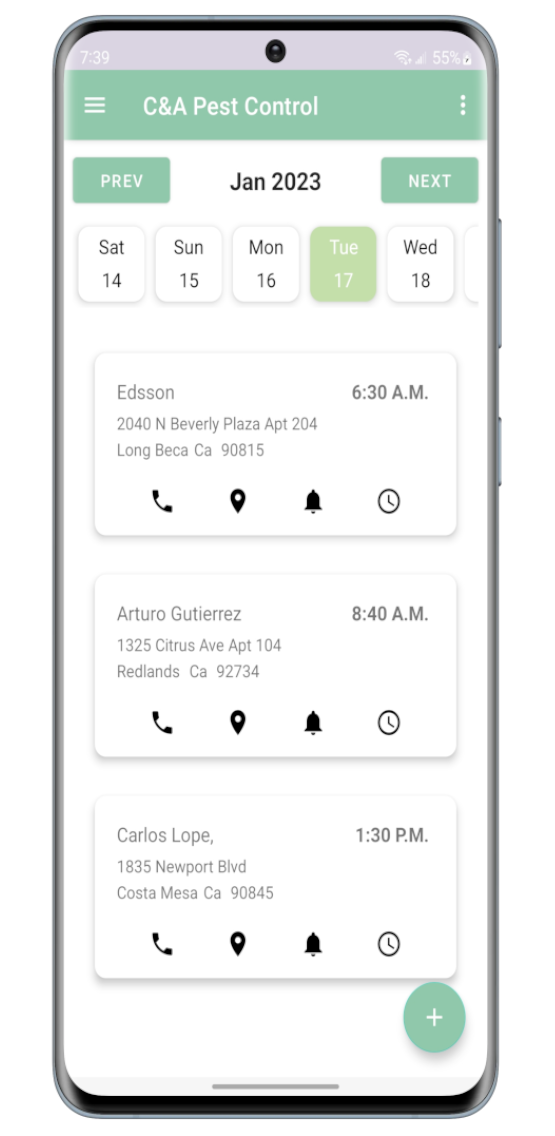 7:39 55%
C&A Pest Control
PREV Jan 2023 NEXT
Sat Sun Mon Tue Wed
14 15 16 17 18
Edsson 6:30 A.M.
2040 N Beverly Plaza Apt 204
Long Beca Ca 90815
Arturo Gutierrez 8:40 A.M.
1325 Citrus Ave Apt 104
Redlands Ca 92734
Carlos Lope, 1:30 P.M.
1835 Newport Blvd
Costa Mesa Ca 90845
+